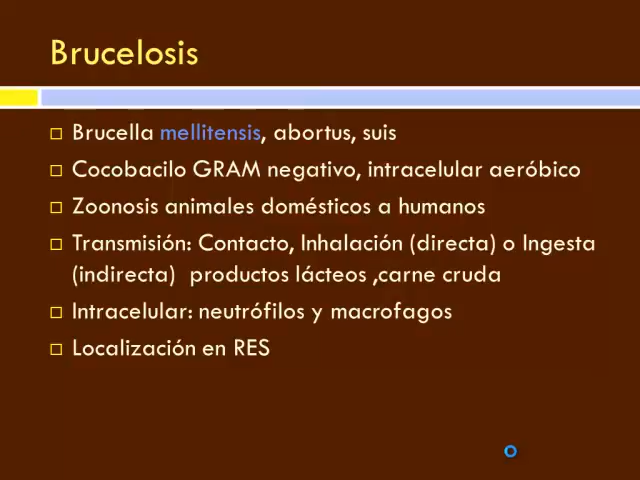 Brucelosis
Brucella mellitensis, abortus, suis
Cocobacilo GRAM negativo, intracelular aeróbico
Zoonosis animales domésticos a humanos
Transmisión: Contacto, Inhalación (directa) o Ingesta
(indirecta) productos lácteos ,carne cruda
Intracelular: neutrófilos y macrofagos
Localización en RES
o